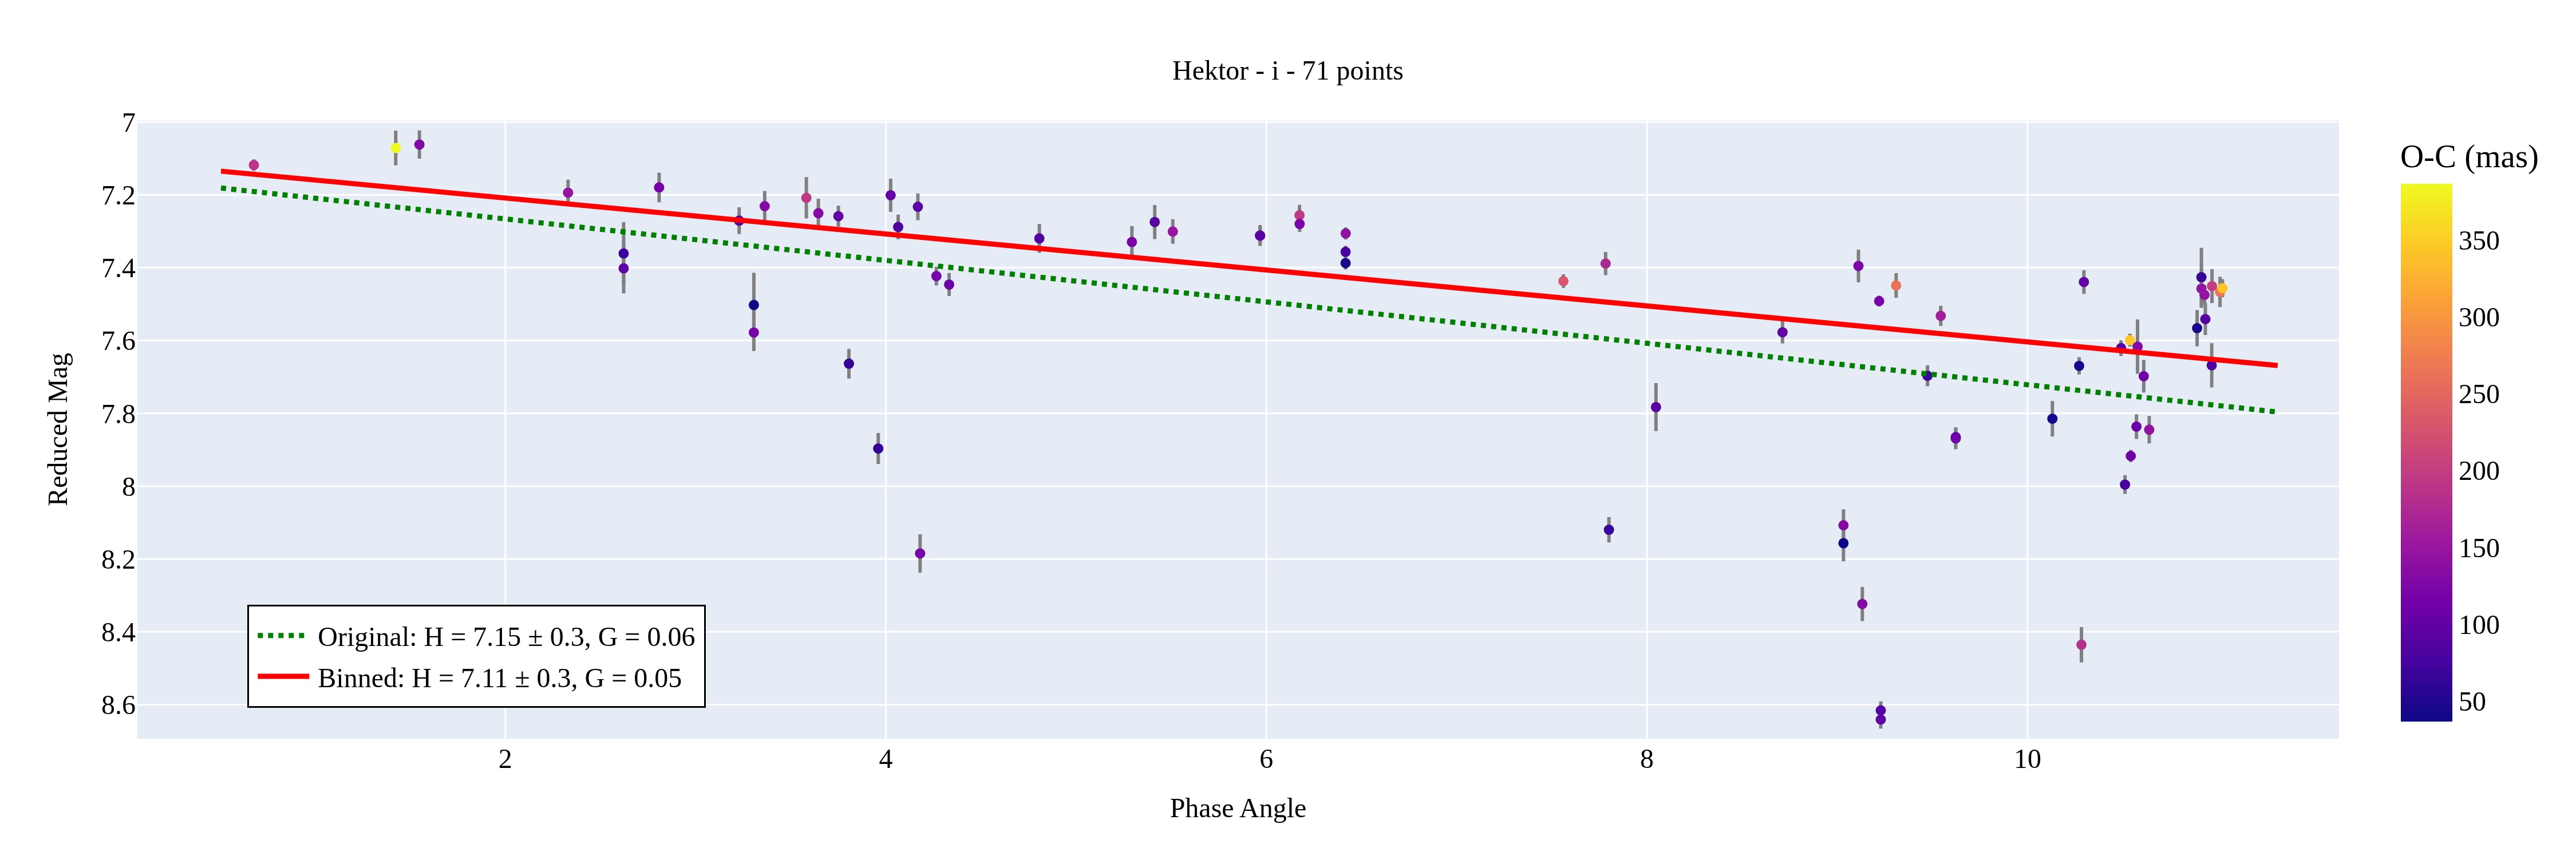 Hektor - i - 71 points
O-C (mas)
7
7.2
7.4
7.6
7.8
8
8.2
8.4
8.6
Reduced Mag
350
300
250
200
150
100
50
Original: H = 7.15 ± 0.3, G = 0.06
Binned: H = 7.11 ± 0.3, G = 0.05
2 4 6 8 10
Phase Angle